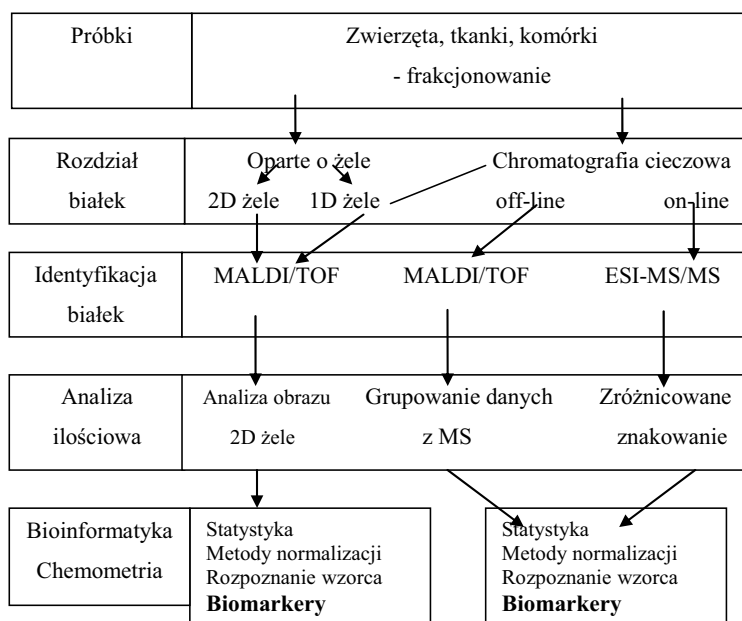 Próbki
Zwierzęta, tkanki, komórki
- frakcjonowanie
Rozdział
białek
Oparte o żele
Chromatografia cieczowa
2D żele
1D żele
off-line
on-line
Identyfikacja
białek
MALDI/TOF
MALDI/TOF
ESI-MS/MS
Analiza
ilościowa
Analiza obrazu
2D żele
Grupowanie danych
z MS
Zróżnicowane
znakowanie
Bioinformatyka
Chemometria
Statystyka
Metody normalizacji
Rozpoznanie wzorca
Biomarkery
Statystyka
Metody normalizacji
Rozpoznanie wzorca
Biomarkery